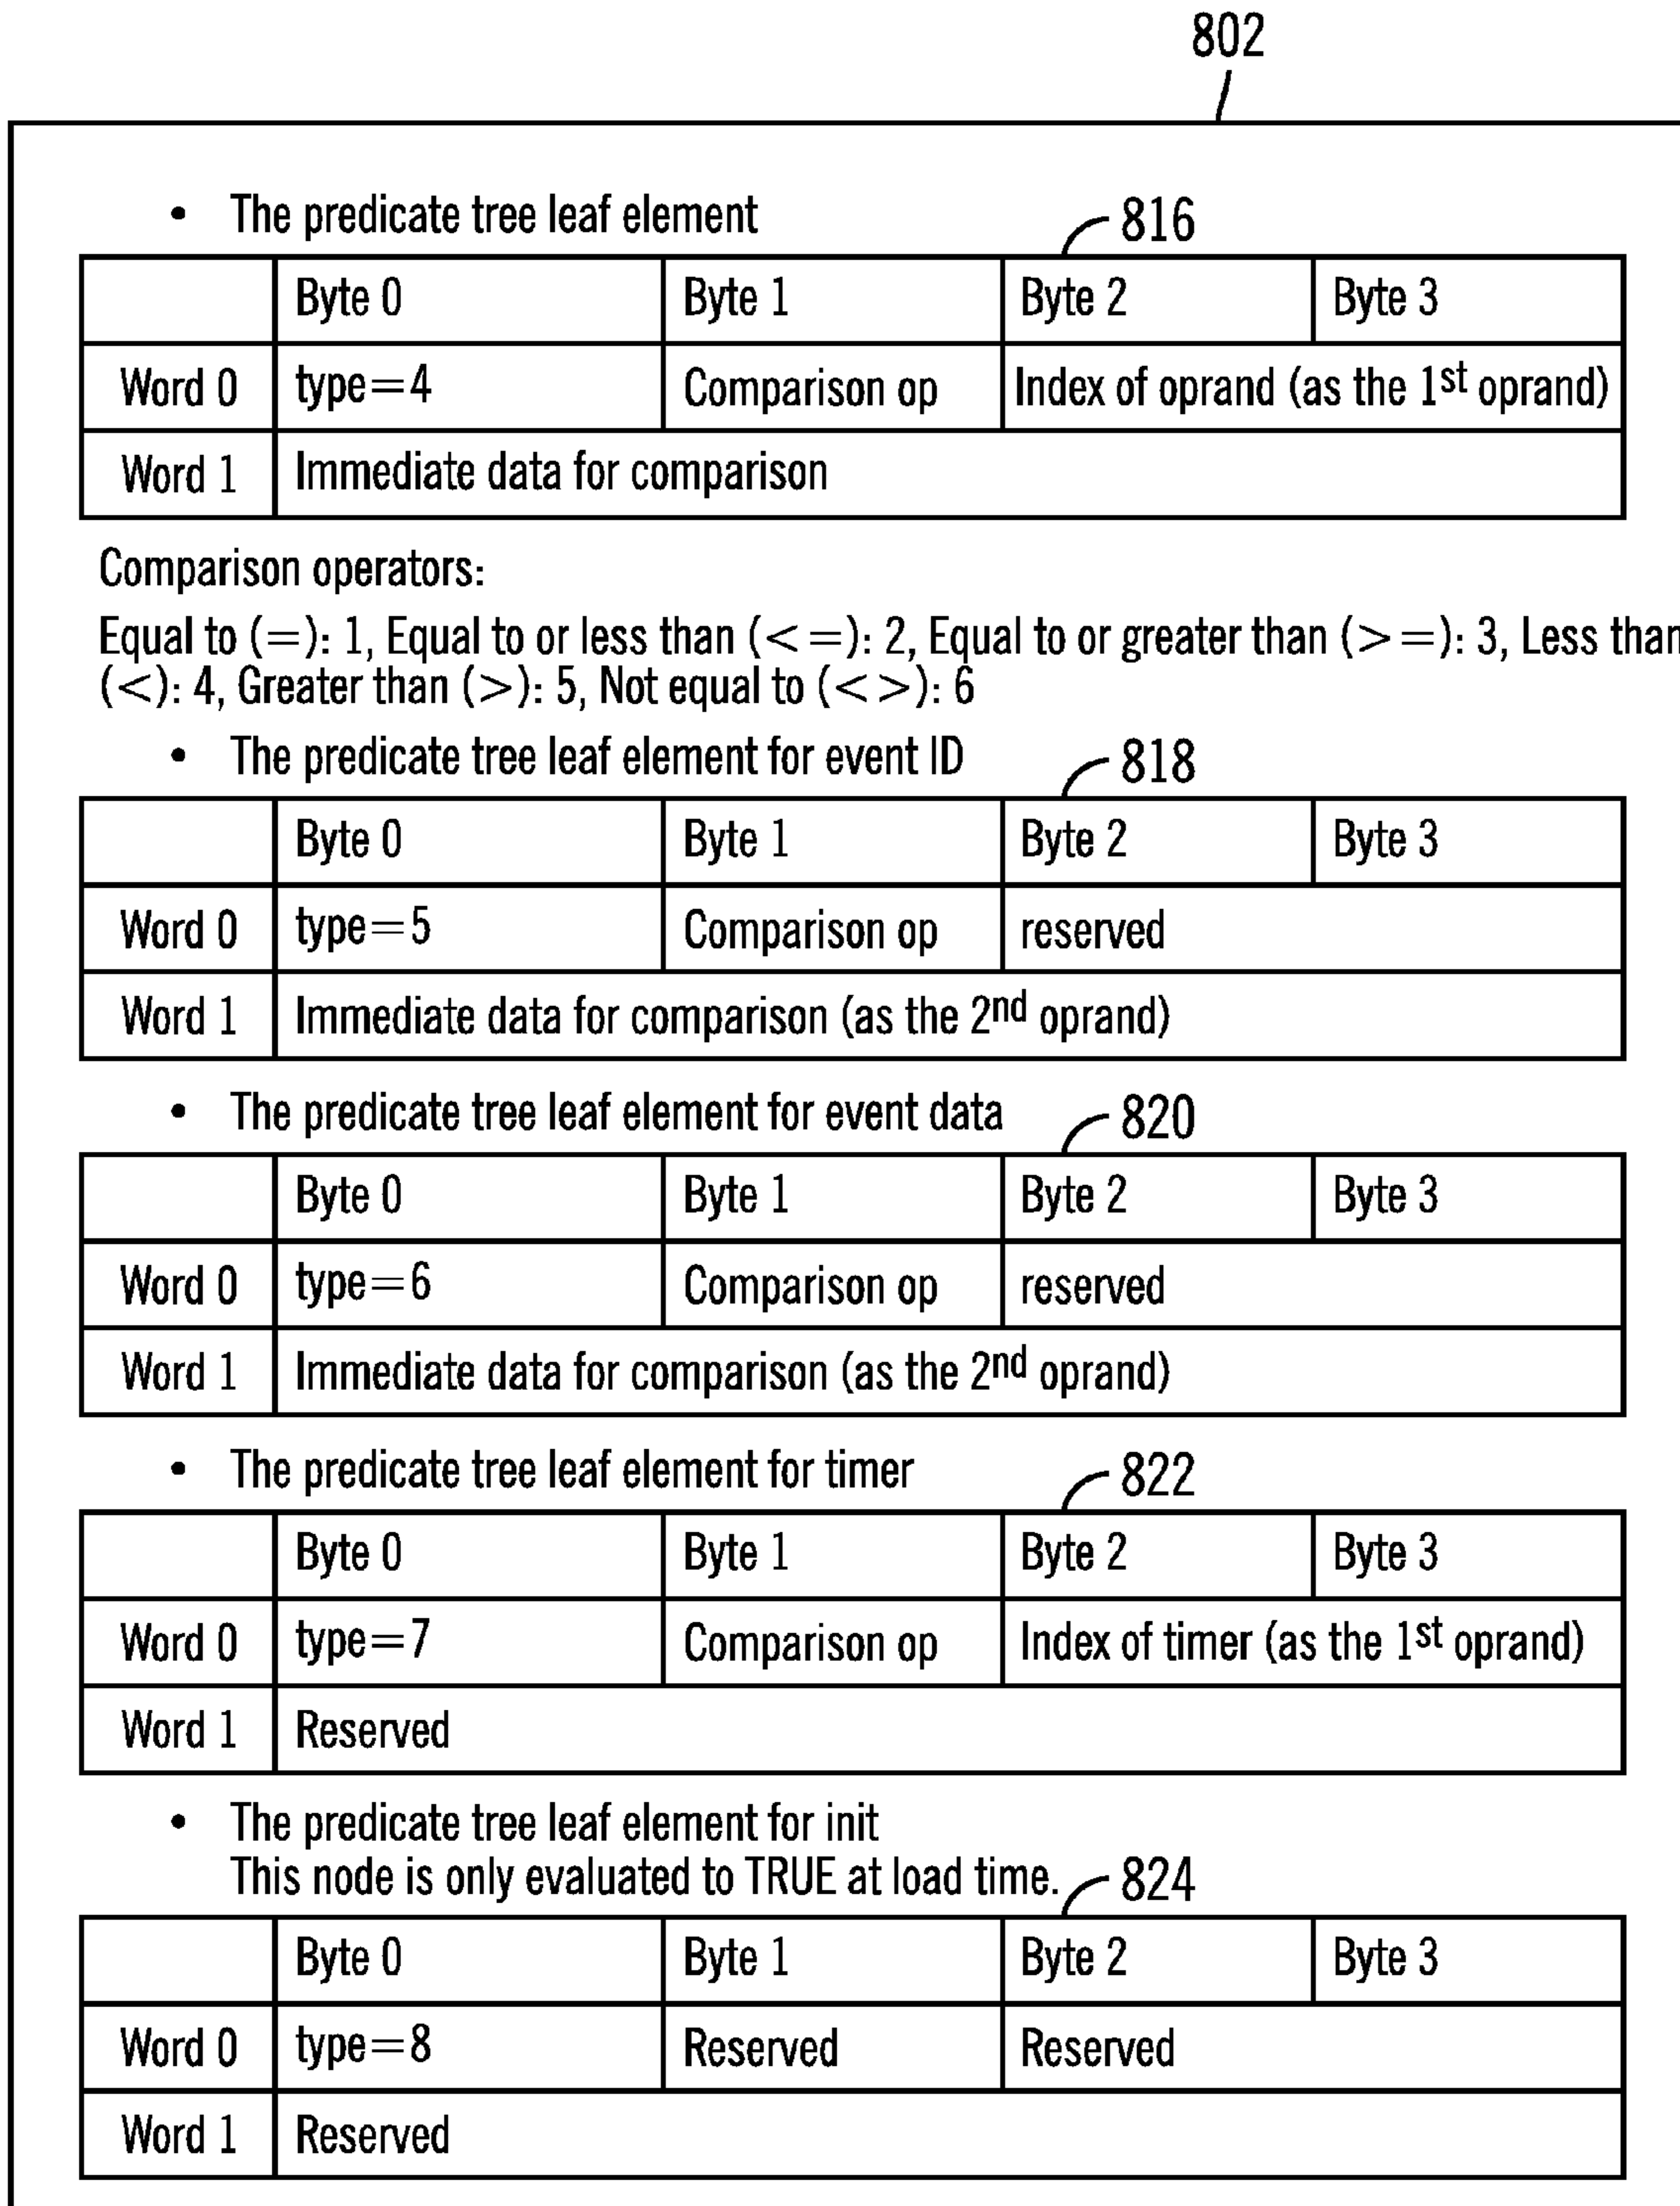 802
• The predicate tree leaf element 816
Byte 0 Byte 1 Byte 2 Byte 3
Word 0 type=4 Comparison op Index of oprand (as the 1st oprand)
Word 1 Immediate data for comparison
Comparison operators:
Equal to (=): 1, Equal to or less than (<=): 2, Equal to or greater than (>=): 3, Less than
(<): 4, Greater than (>): 5, Not equal to (<>): 6
• The predicate tree leaf element for event ID 818
Byte 0 Byte 1 Byte 2 Byte 3
Word 0 type=5 Comparison op reserved
Word 1 Immediate data for comparison (as the 2nd oprand)
• The predicate tree leaf element for event data 820
Byte 0 Byte 1 Byte 2 Byte 3
Word 0 type=6 Comparison op reserved
Word 1 Immediate data for comparison (as the 2nd oprand)
• The predicate tree leaf element for timer 822
Byte 0 Byte 1 Byte 2 Byte 3
Word 0 type=7 Comparison op Index of timer (as the 1st oprand)
Word 1 Reserved
• The predicate tree leaf element for init
This node is only evaluated to TRUE at load time. 824
Byte 0 Byte 1 Byte 2 Byte 3
Word 0 type=8 Reserved Reserved
Word 1 Reserved